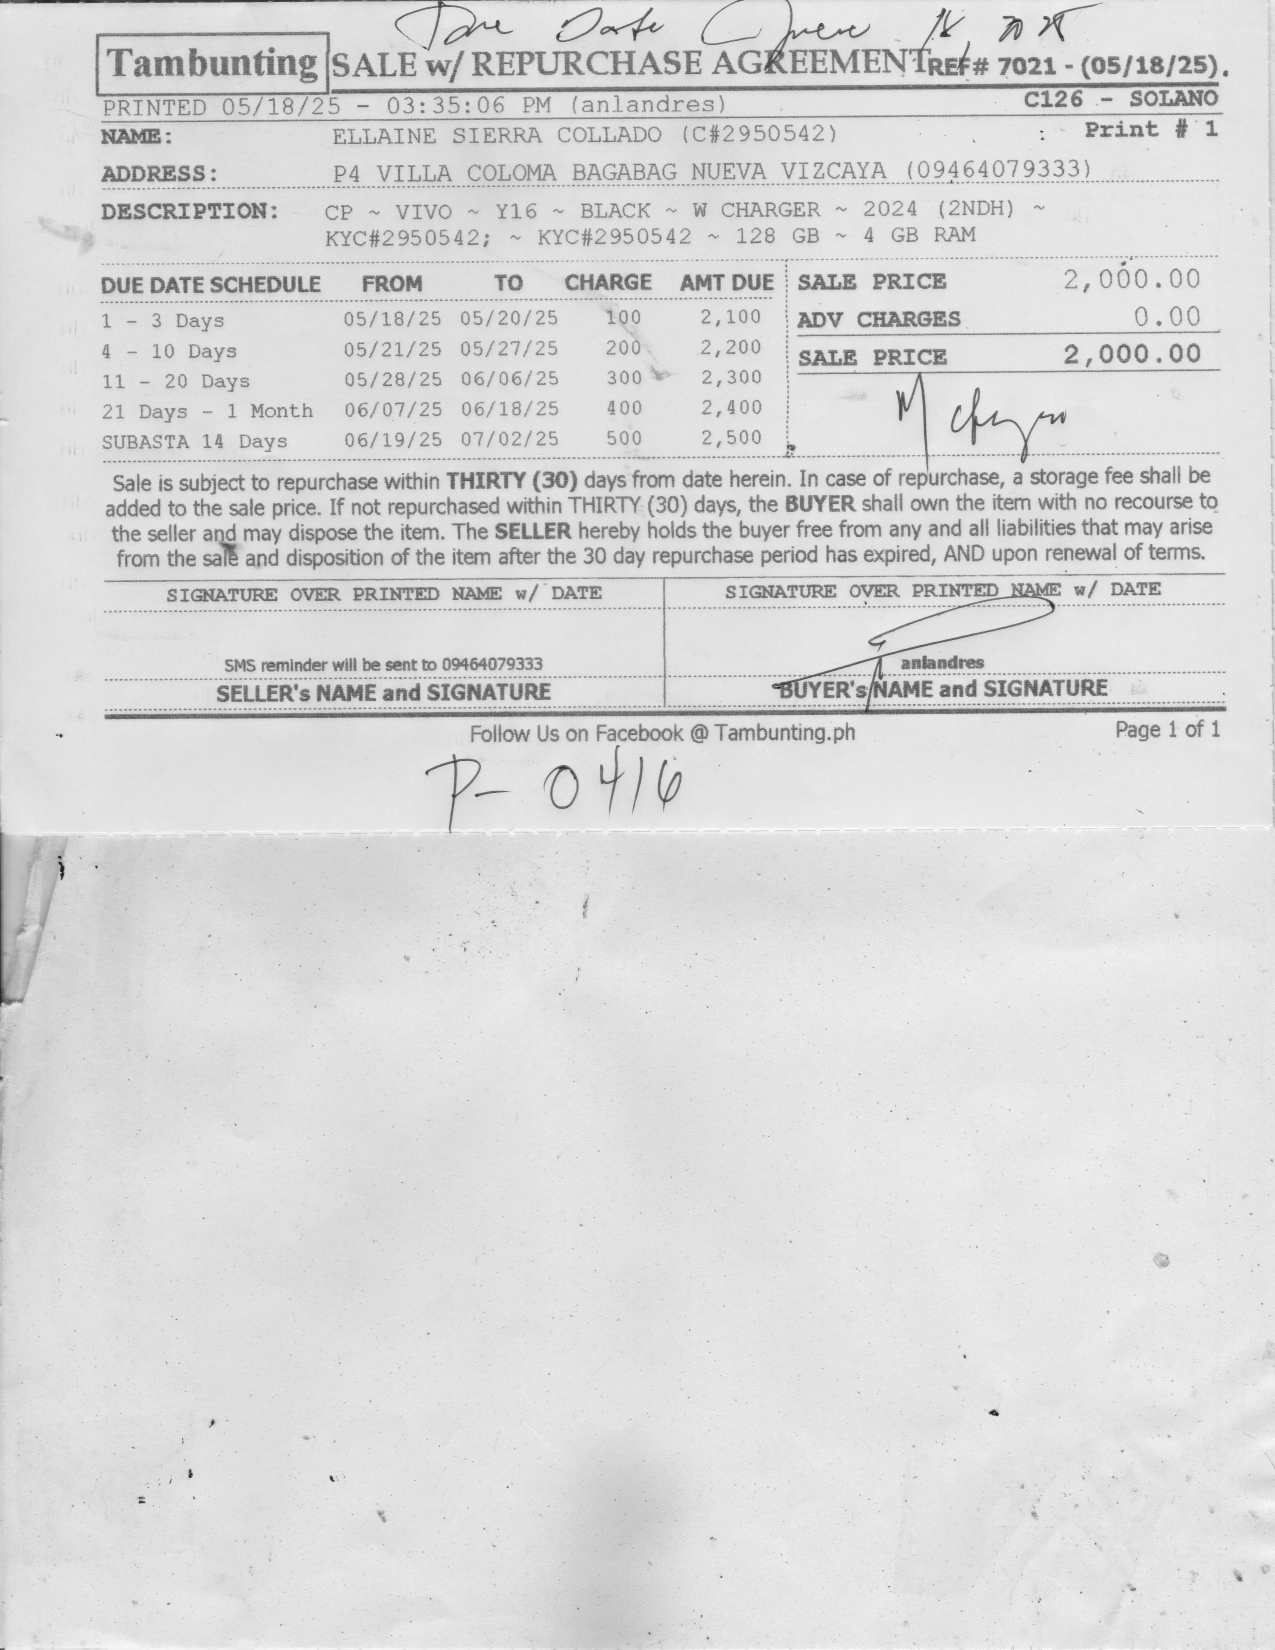 Due Date June 18, 2025
Tambunting SALE w/ REPURCHASE AGREEMENT REF# 7021 - (05/18/25).
PRINTED 05/18/25 - 03:35:06 PM (anlandres) C126 - SOLANO
NAME: ELLAINE SIERRA COLLADO (C#2950542) : Print # 1
ADDRESS: P4 VILLA COLOMA BAGABAG NUEVA VIZCAYA (09464079333)
DESCRIPTION: CP ~ VIVO ~ Y16 ~ BLACK ~ W CHARGER ~ 2024 (2NDH) ~
KYC#2950542; ~ KYC#2950542 ~ 128 GB ~ 4 GB RAM
DUE DATE SCHEDULE FROM TO CHARGE AMT DUE
1 - 3 Days 05/18/25 05/20/25 100 2,100
4 - 10 Days 05/21/25 05/27/25 200 2,200
11 - 20 Days 05/28/25 06/06/25 300 2,300
21 Days - 1 Month 06/07/25 06/18/25 400 2,400
SUBASTA 14 Days 06/19/25 07/02/25 500 2,500
SALE PRICE 2,000.00
ADV CHARGES 0.00
SALE PRICE 2,000.00
Sale is subject to repurchase within THIRTY (30) days from date herein. In case of repurchase, a storage fee shall be
added to the sale price. If not repurchased within THIRTY (30) days, the BUYER shall own the item with no recourse to
the seller and may dispose the item. The SELLER hereby holds the buyer free from any and all liabilities that may arise
from the sale and disposition of the item after the 30 day repurchase period has expired, AND upon renewal of terms.
SIGNATURE OVER PRINTED NAME w/ DATE SIGNATURE OVER PRINTED NAME w/ DATE
SMS reminder will be sent to 09464079333 anlandres
SELLER's NAME and SIGNATURE BUYER's NAME and SIGNATURE
Follow Us on Facebook @ Tambunting.ph Page 1 of 1
P- 0416